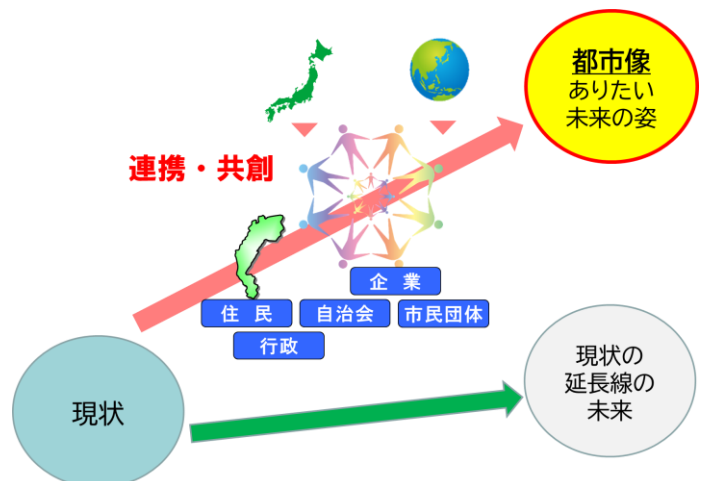 都市像
ありたい
未来の姿
連携・共創
企 業
住 民
自治会
市民団体
行政
現状
現状の
延長線の
未来